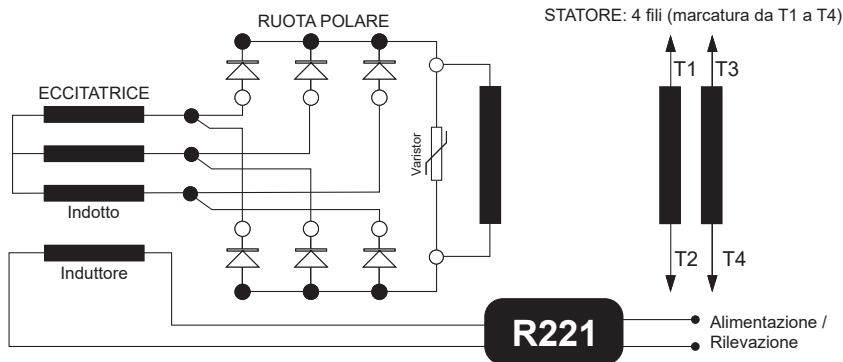 RUOTA POLARE
STATORE: 4 fili (marcatura da T1 a T4)
T1
T3
ECCITATRICE
Varistor
Indotto
Induttore
T2
T4
R221
Alimentazione /
Rilevazione